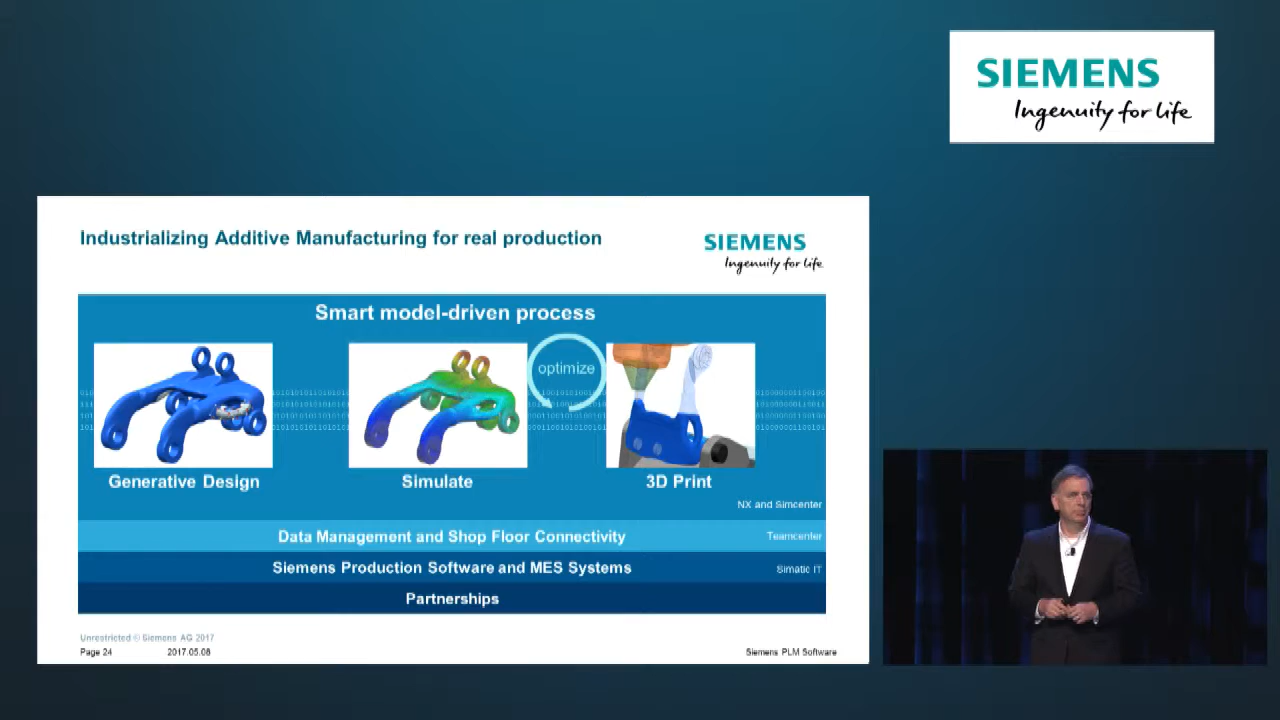 SIEMENS
Ingenuity for life
Industrializing Additive Manufacturing for real production
SIEMENS
Ingenuity for life
Smart model-driven process
optimize
Generative Design
Simulate
3D Print
NX and Simcenter
Data Management and Shop Floor Connectivity
Teamcenter
Siemens Production Software and MES Systems
Simatic IT
Partnerships
Unrestricted © Siemens AG 2017
Page 24
2017.05.08
Siemens PLM Software